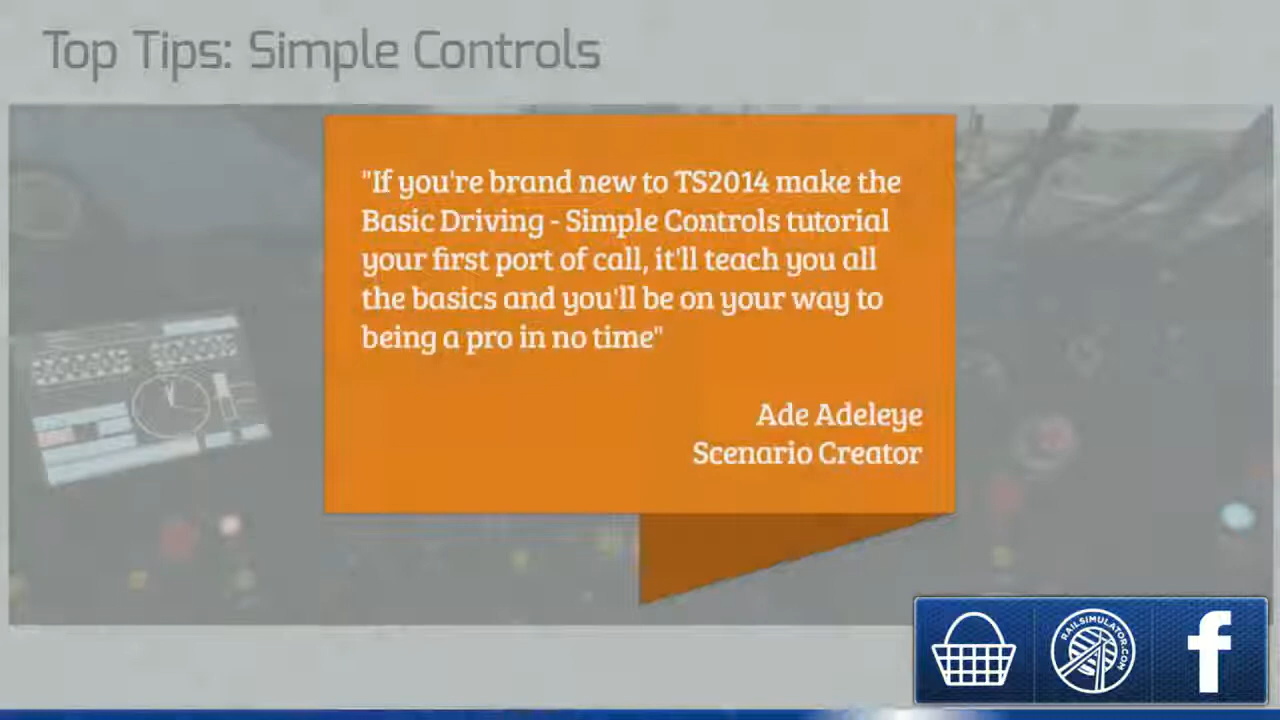 Top Tips: Simple Controls
"If you're brand new to TS2014 make the
Basic Driving - Simple Controls tutorial
your first port of call, it'll teach you all
the basics and you'll be on your way to
being a pro in no time"
Ade Adeleye
Scenario Creator
RAILSIMULATOR.COM
f